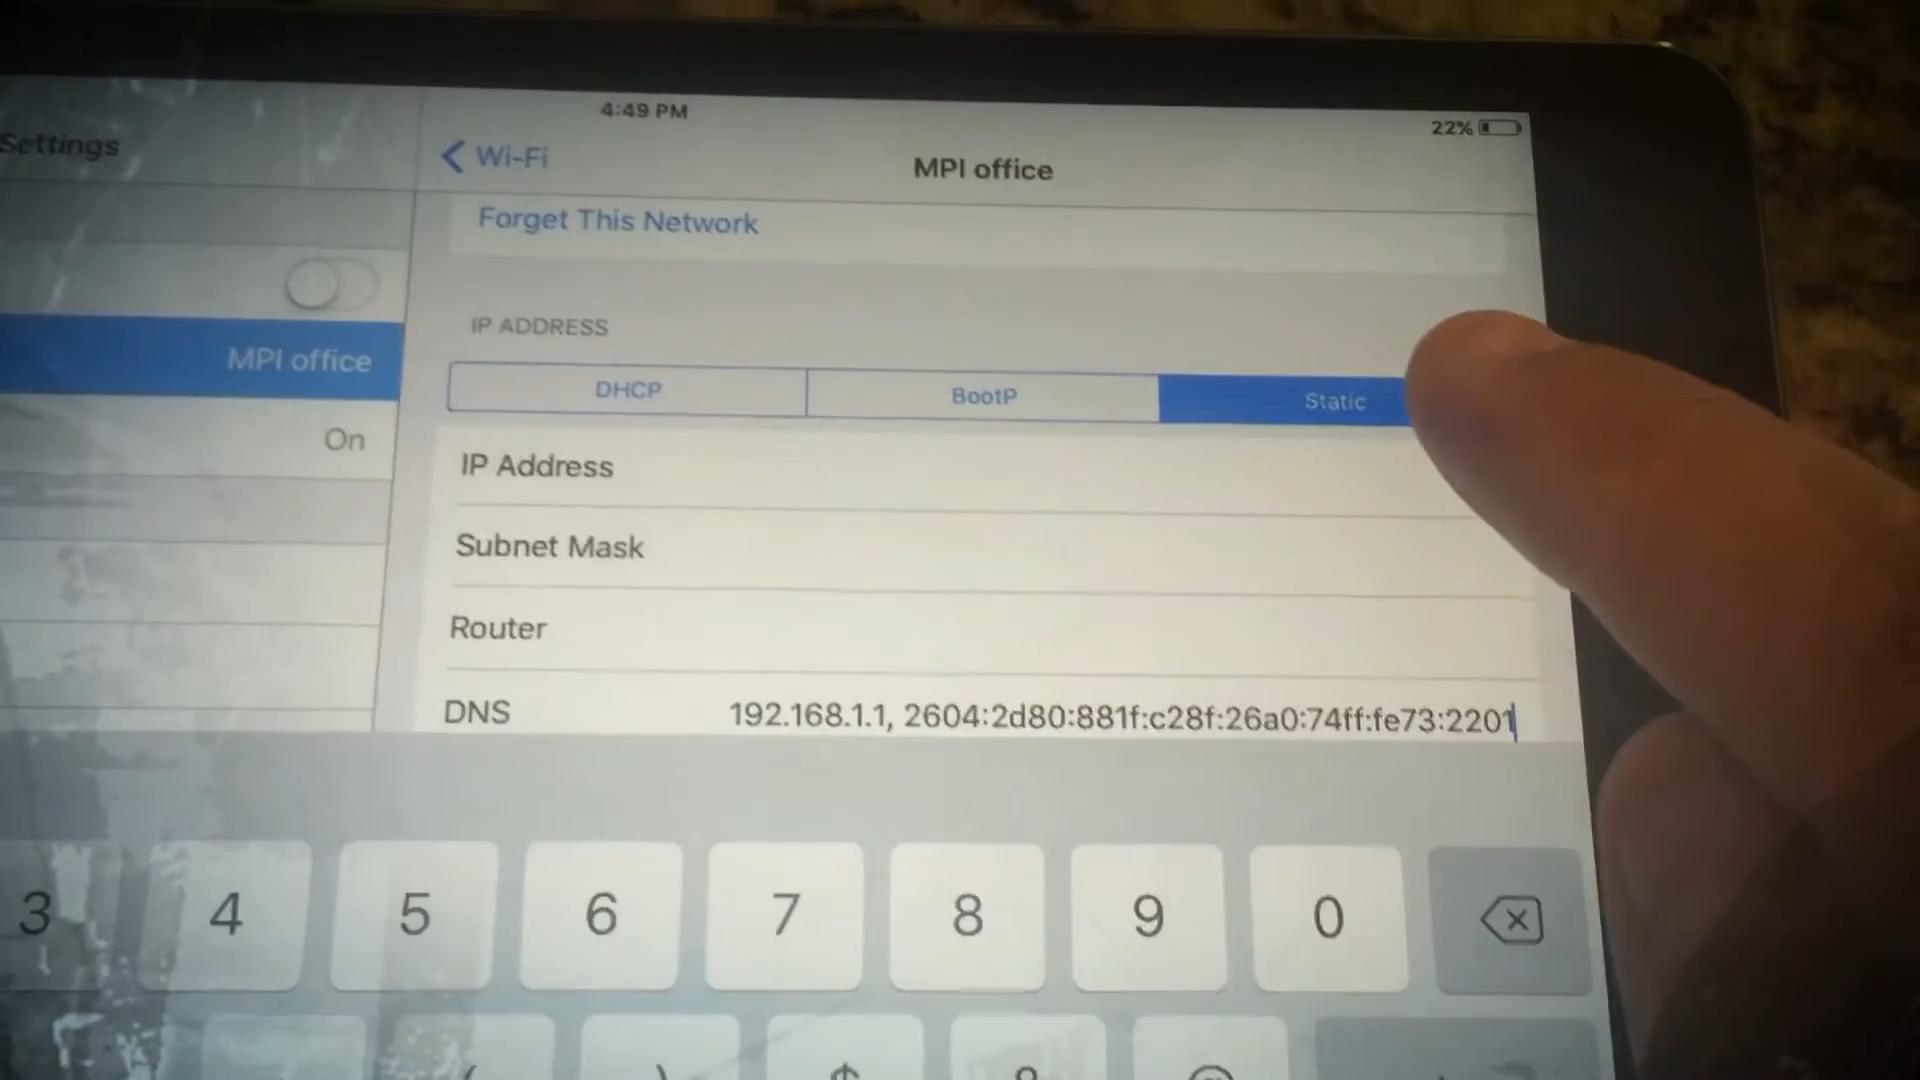 4:49 PM
22%
Settings
Wi-Fi
MPI office
Forget This Network
IP ADDRESS
MPI office
DHCP
BootP
Static
On
IP Address
Subnet Mask
Router
DNS 192.168.1.1, 2604:2d80:881f:c28f:26a0:74ff:fe73:2201
3 4 5 6 7 8 9 0
( ) $ & @